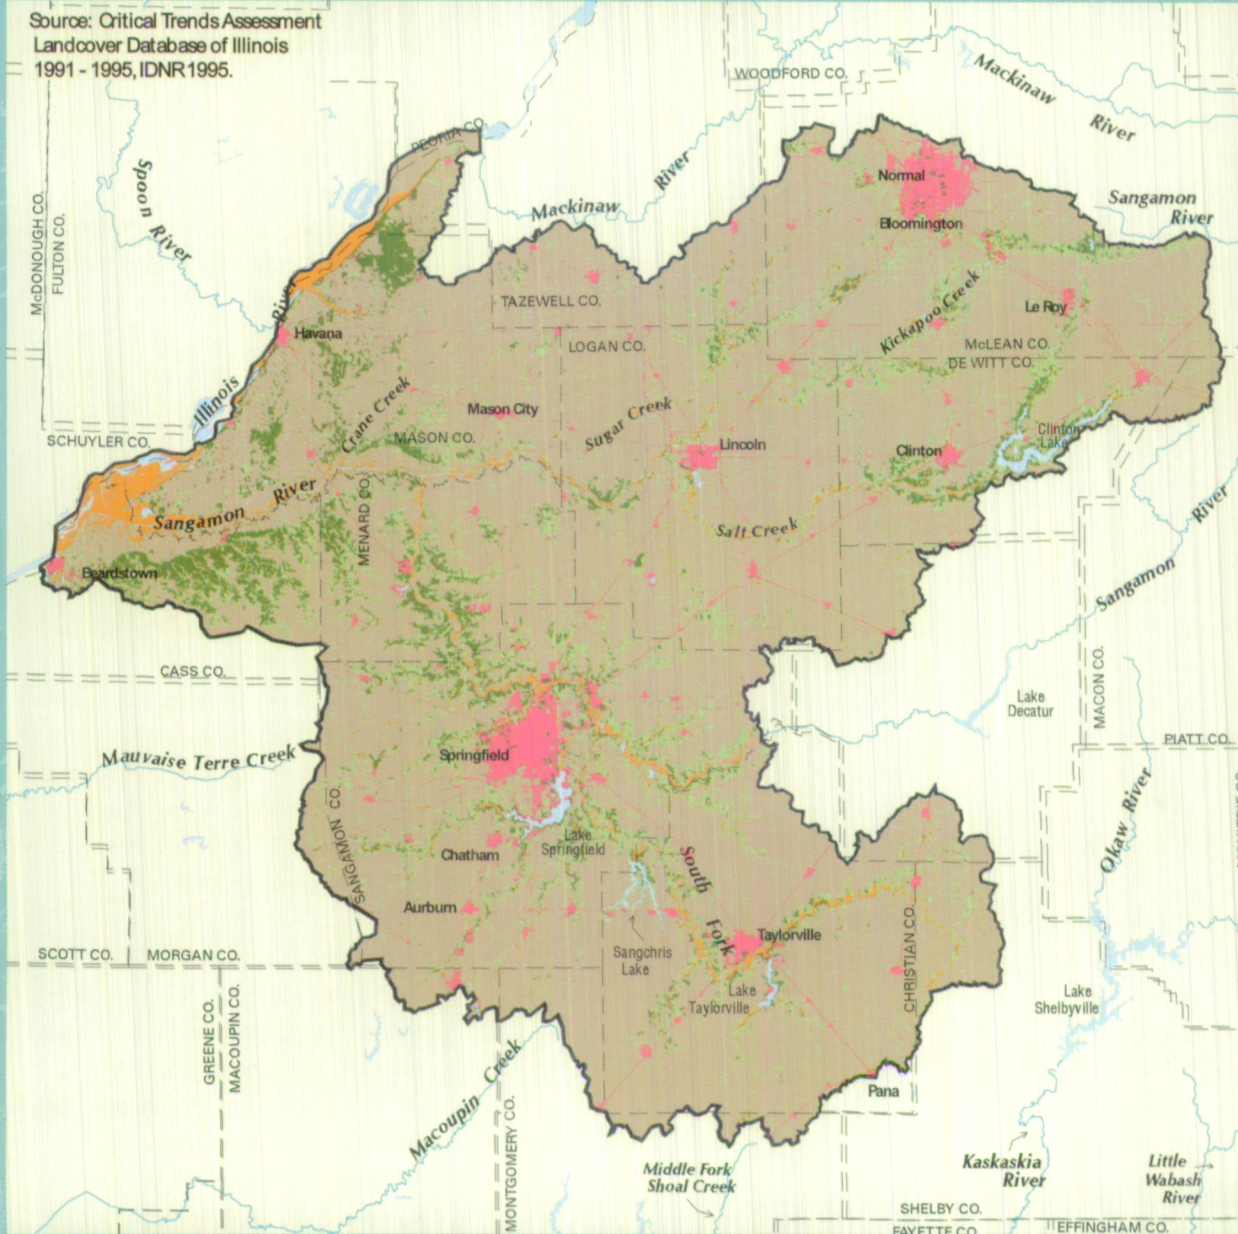 Source: Critical Trends Assessment
Landcover Database of Illinois
1991 - 1995, IDNR 1995.
WOODFORD CO.
Mackinaw
River
PEORIA CO.
Spoon River
River
Mackinaw
Normal
Bloomington
Sangamon
River
McDONOUGH CO.
FULTON CO.
River
Illinois
Havana
TAZEWELL CO.
LOGAN CO.
Kickapoo Creek
Le Roy
McLEAN CO.
DE WITT CO.
Crane Creek
Mason City
Sugar Creek
MASON CO.
SCHUYLER CO.
Lincoln
Clinton
Clinton
Lake
Sangamon
River
MENARD CO.
Salt Creek
Sangamon
River
Beardstown
CASS CO.
MACON CO.
Lake
Decatur
PIATT CO.
Mauvaise Terre Creek
Springfield
SANGAMON CO.
Lake
Springfield
Chatham
South
Fork
Okaw River
Aurburn
Taylorville
Sangchris
Lake
Lake
Taylorville
CHRISTIAN CO.
SCOTT CO.
MORGAN CO.
Lake
Shelbyville
GREENE CO.
MACOUPIN CO.
Macoupin Creek
Pana
MONTGOMERY CO.
Middle Fork
Shoal Creek
Kaskaskia
River
Little
Wabash
River
SHELBY CO.
FAYETTE CO.
EFFINGHAM CO.